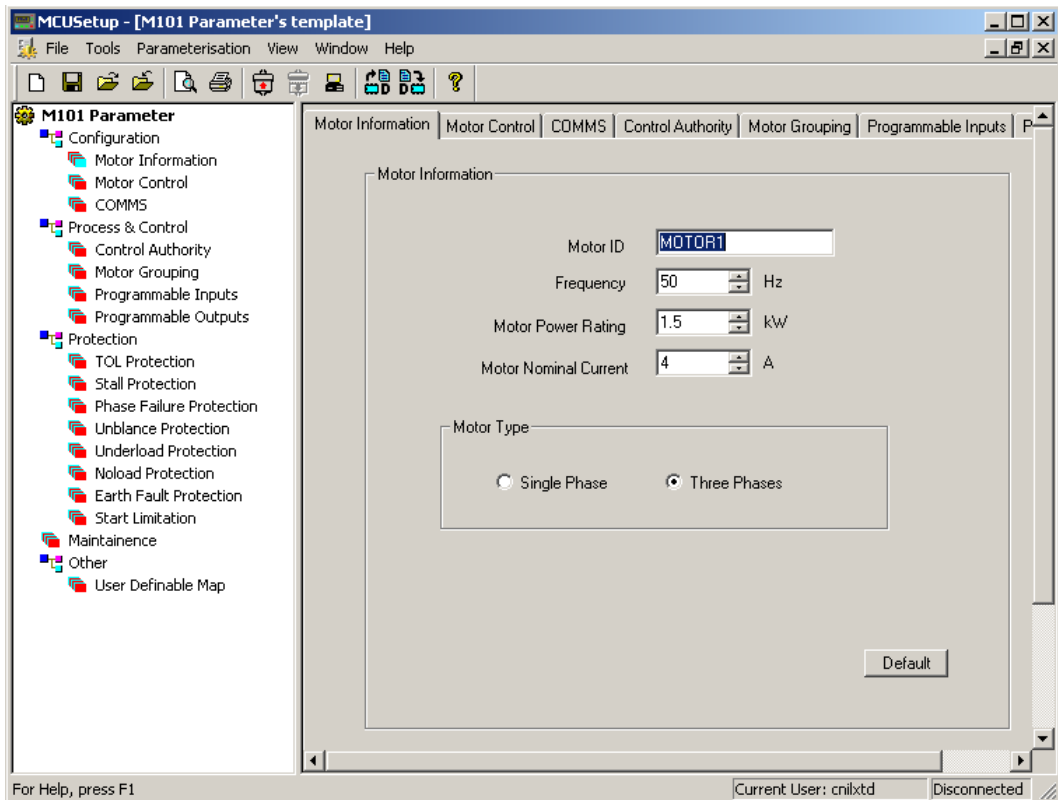 MCUSetup - [M101 Parameter's template]
File Tools Parameterisation View Window Help
M101 Parameter
Configuration
Motor Information
Motor Control
COMMS
Process & Control
Control Authority
Motor Grouping
Programmable Inputs
Programmable Outputs
Protection
TOL Protection
Stall Protection
Phase Failure Protection
Unblance Protection
Underload Protection
Noload Protection
Earth Fault Protection
Start Limitation
Maintainence
Other
User Definable Map
Motor Information Motor Control COMMS Control Authority Motor Grouping Programmable Inputs P
Motor Information
Motor ID MOTOR1
Frequency 50 Hz
Motor Power Rating 1.5 kW
Motor Nominal Current 4 A
Motor Type
Single Phase Three Phases
Default
For Help, press F1 Current User: cnilxtd Disconnected